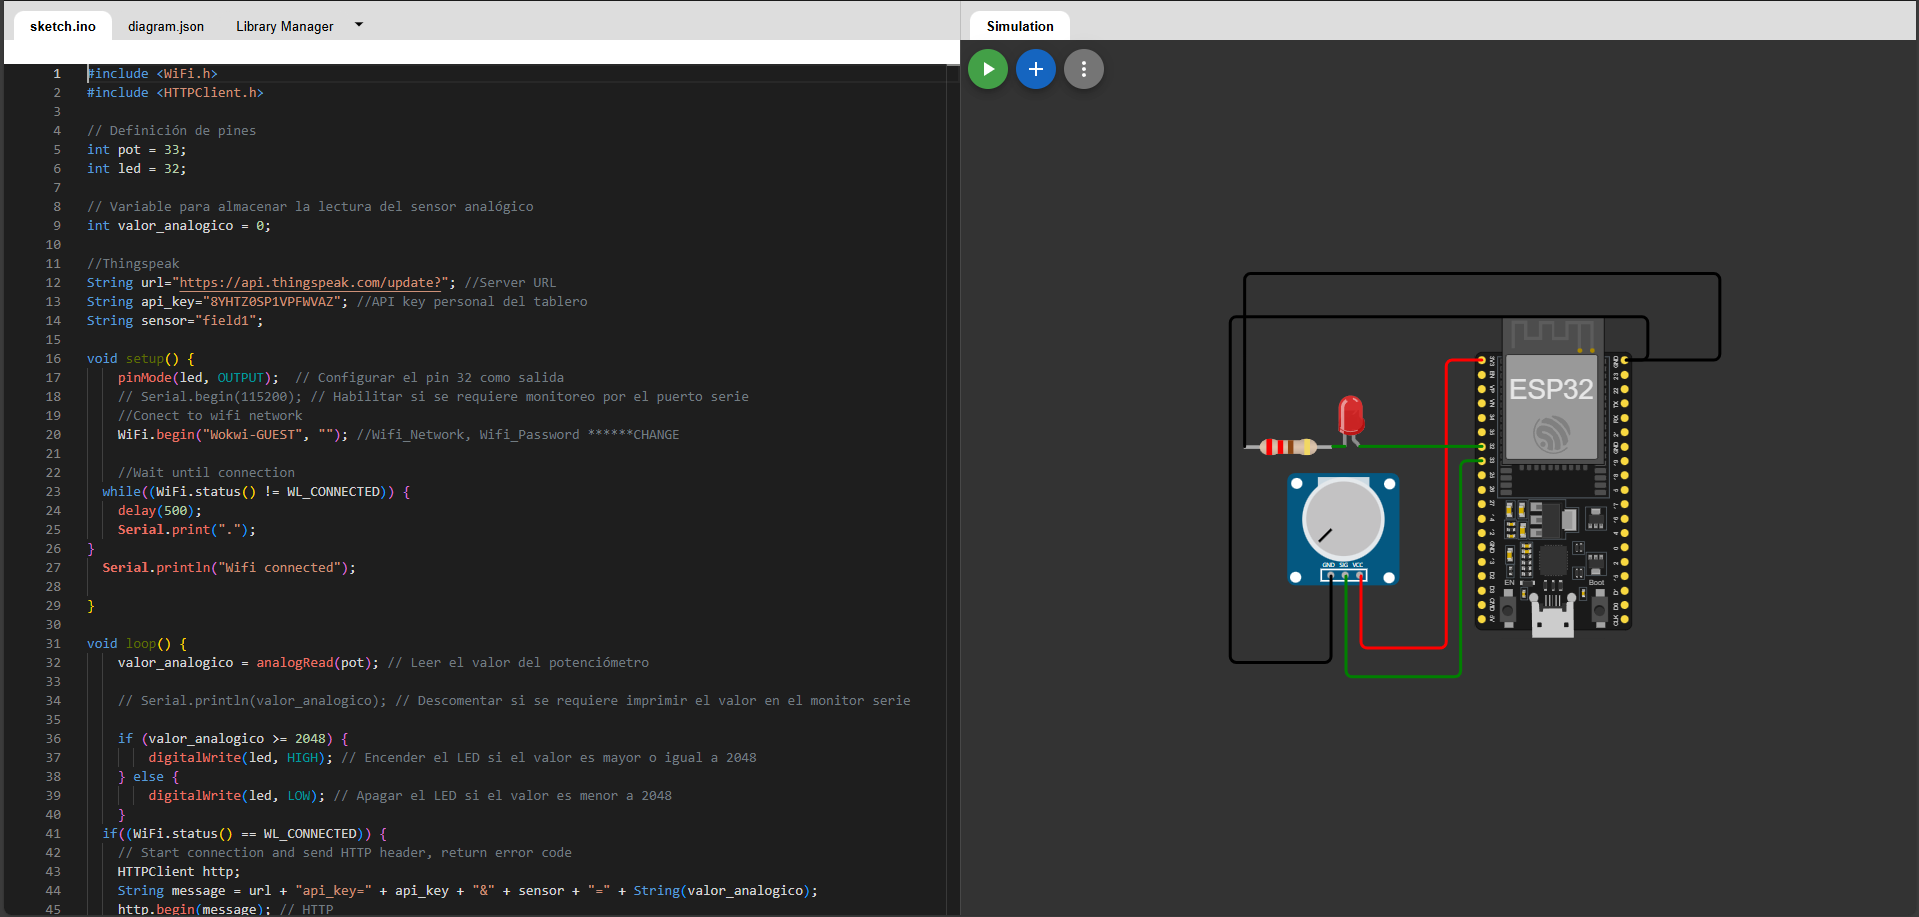 sketch.ino diagram.json Library Manager
Simulation
1 #include <WiFi.h>
2 #include <HTTPClient.h>
3
4 // Definición de pines
5 int pot = 33;
6 int led = 32;
7
8 // Variable para almacenar la lectura del sensor analógico
9 int valor_analogico = 0;
10
11 //Thingspeak
12 String url="https://api.thingspeak.com/update?"; //Server URL
13 String api_key="8YHTZ0SP1VPFWVAZ"; //API key personal del tablero
14 String sensor="field1";
15
16 void setup() {
17 pinMode(led, OUTPUT);  // Configurar el pin 32 como salida
18 // Serial.begin(115200); // Habilitar si se requiere monitoreo por el puerto serie
19 //Conect to wifi network
20 WiFi.begin("Wokwi-GUEST", ""); //Wifi_Network, Wifi_Password ******CHANGE
21
22 //Wait until connection
23 while((WiFi.status() != WL_CONNECTED)) {
24 delay(500);
25 Serial.print(".");
26 }
27 Serial.println("Wifi connected");
28
29 }
30
31 void loop() {
32 valor_analogico = analogRead(pot); // Leer el valor del potenciómetro
33
34 // Serial.println(valor_analogico); // Descomentar si se requiere imprimir el valor en el monitor serie
35
36 if (valor_analogico >= 2048) {
37 digitalWrite(led, HIGH); // Encender el LED si el valor es mayor o igual a 2048
38 } else {
39 digitalWrite(led, LOW); // Apagar el LED si el valor es menor a 2048
40 }
41 if((WiFi.status() == WL_CONNECTED)) {
42 // Start connection and send HTTP header, return error code
43 HTTPClient http;
44 String message = url + "api_key=" + api_key + "&" + sensor + "=" + String(valor_analogico);
45 http.begin(message); // HTTP
ESP32
GND SIG VCC
EN Boot